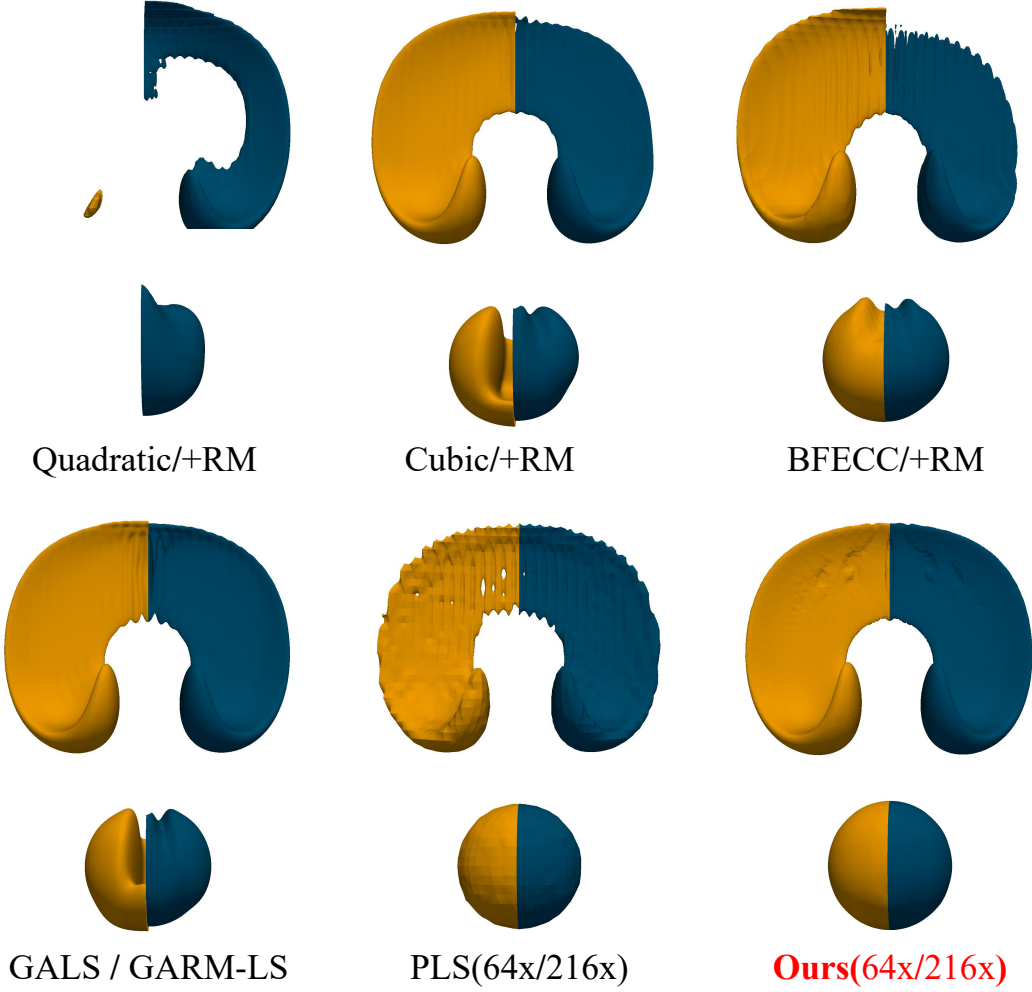 Quadratic/+RM
Cubic/+RM
BFECC/+RM
GALS / GARM-LS
PLS(64x/216x)
Ours(64x/216x)